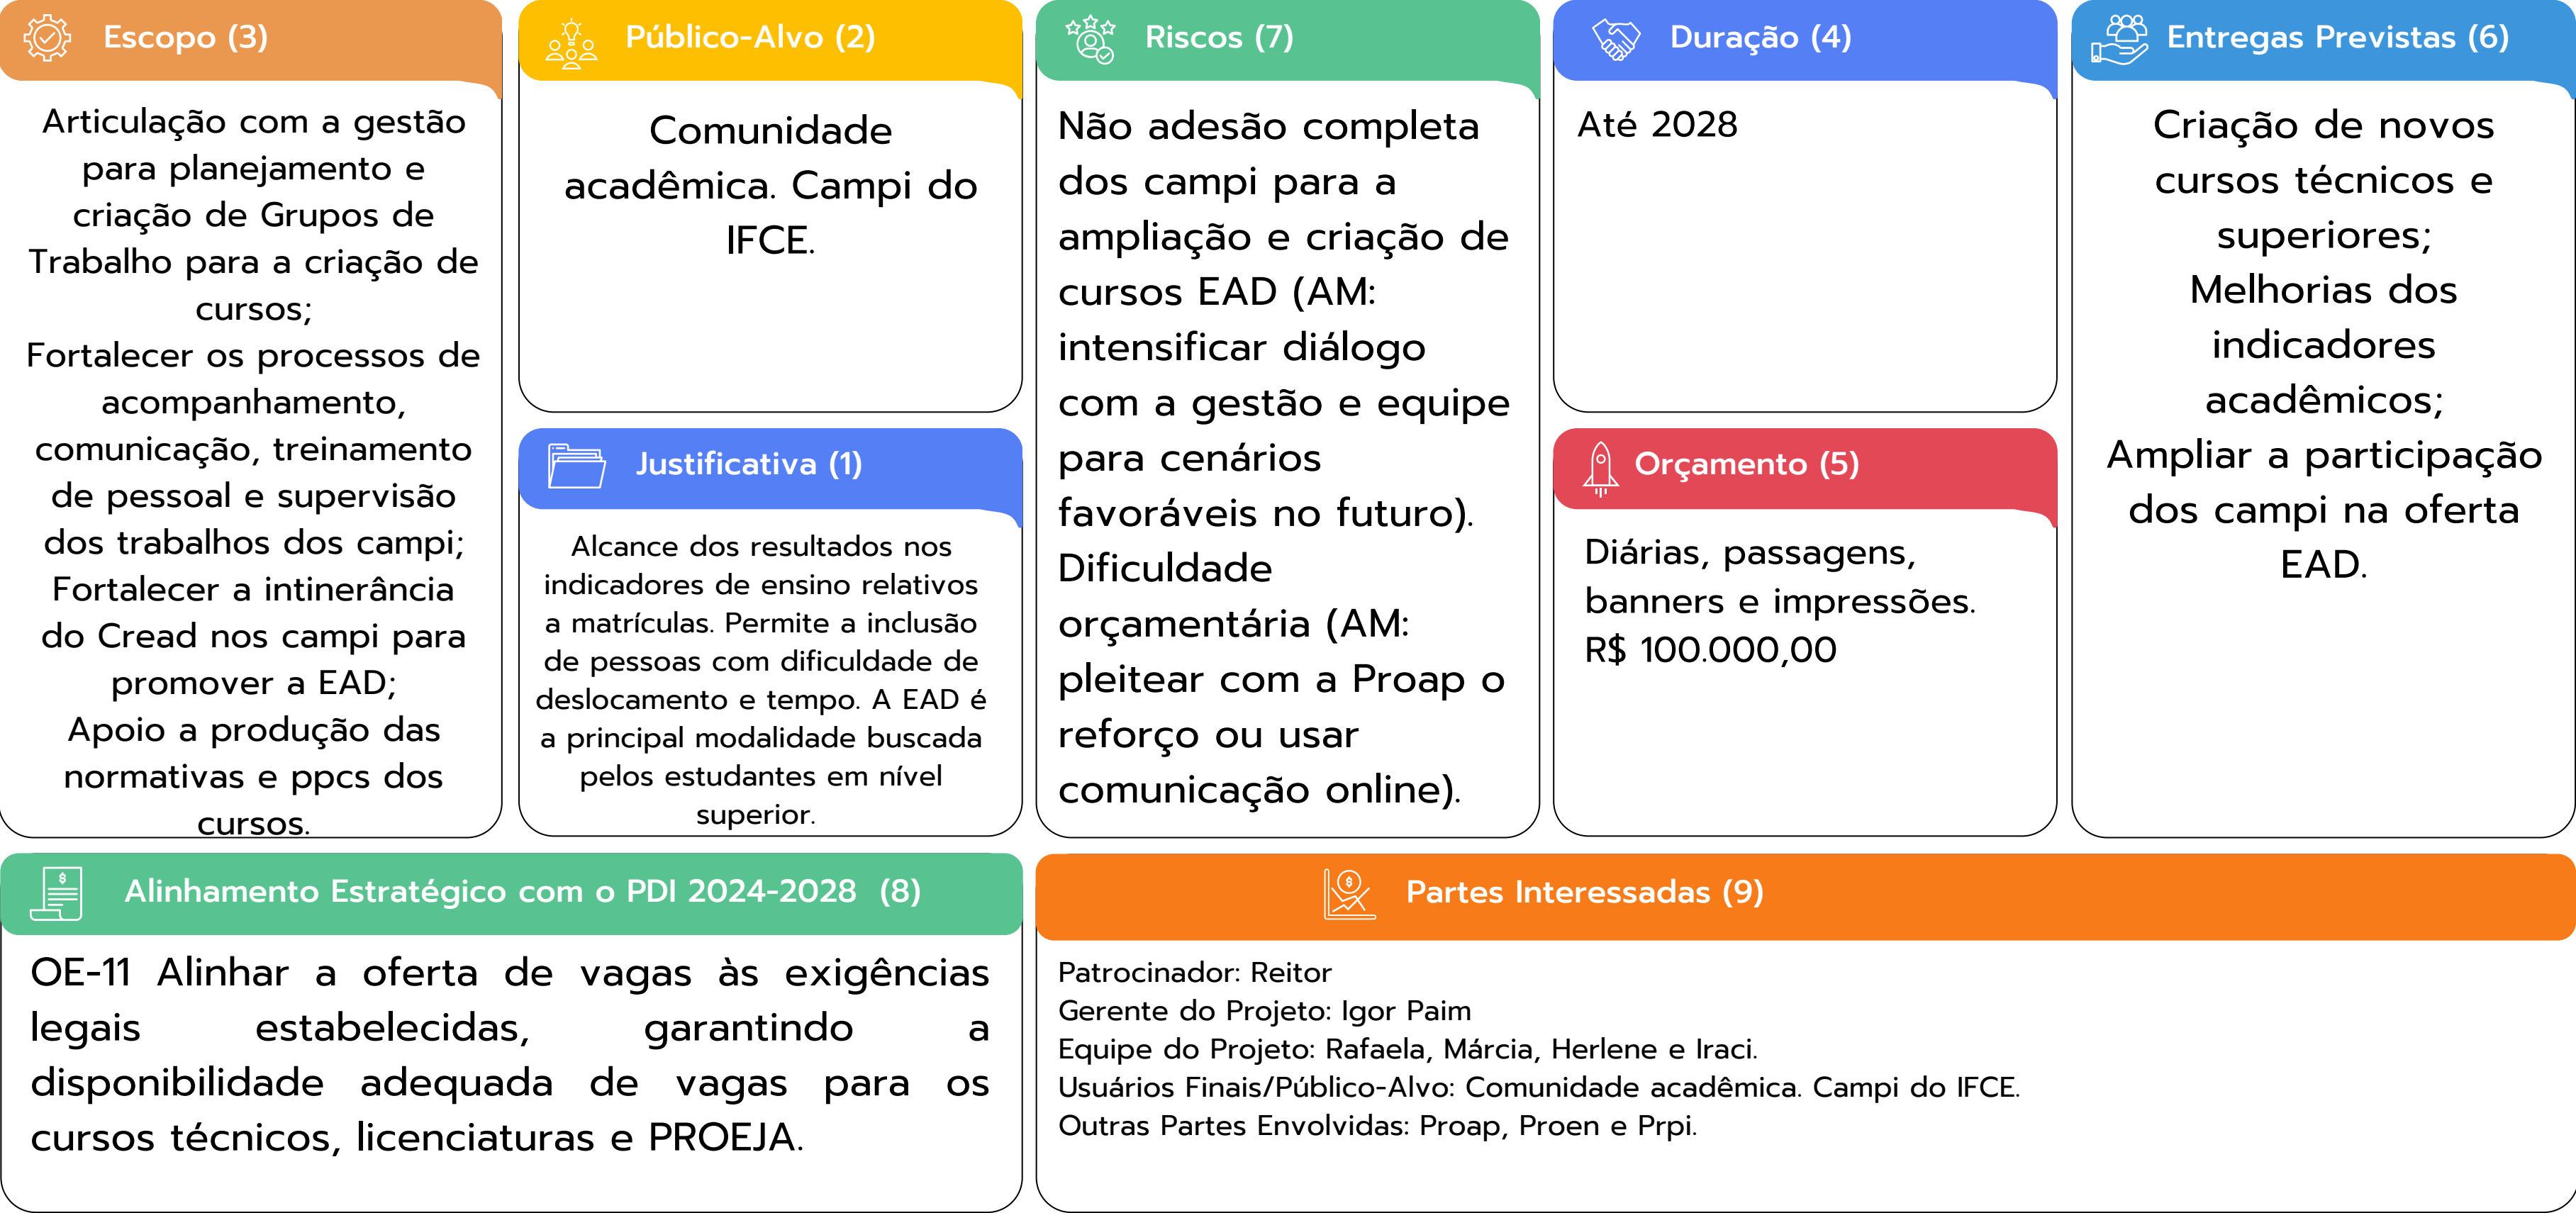 Escopo (3)
Articulação com a gestão
para planejamento e
criação de Grupos de
Trabalho para a criação de
cursos;
Fortalecer os processos de
acompanhamento,
comunicação, treinamento
de pessoal e supervisão
dos trabalhos dos campi;
Fortalecer a intinerância
do Cread nos campi para
promover a EAD;
Apoio a produção das
normativas e ppcs dos
cursos.
Público-Alvo (2)
Comunidade
acadêmica. Campi do
IFCE.
Justificativa (1)
Alcance dos resultados nos
indicadores de ensino relativos
a matrículas. Permite a inclusão
de pessoas com dificuldade de
deslocamento e tempo. A EAD é
a principal modalidade buscada
pelos estudantes em nível
superior.
Riscos (7)
Não adesão completa
dos campi para a
ampliação e criação de
cursos EAD (AM:
intensificar diálogo
com a gestão e equipe
para cenários
favoráveis no futuro).
Dificuldade
orçamentária (AM:
pleitear com a Proap o
reforço ou usar
comunicação online).
Duração (4)
Até 2028
Orçamento (5)
Diárias, passagens,
banners e impressões.
R$ 100.000,00
Entregas Previstas (6)
Criação de novos
cursos técnicos e
superiores;
Melhorias dos
indicadores
acadêmicos;
Ampliar a participação
dos campi na oferta
EAD.
Alinhamento Estratégico com o PDI 2024-2028 (8)
OE-11 Alinhar a oferta de vagas às exigências
legais estabelecidas, garantindo a
disponibilidade adequada de vagas para os
cursos técnicos, licenciaturas e PROEJA.
Partes Interessadas (9)
Patrocinador: Reitor
Gerente do Projeto: Igor Paim
Equipe do Projeto: Rafaela, Márcia, Herlene e Iraci.
Usuários Finais/Público-Alvo: Comunidade acadêmica. Campi do IFCE.
Outras Partes Envolvidas: Proap, Proen e Prpi.